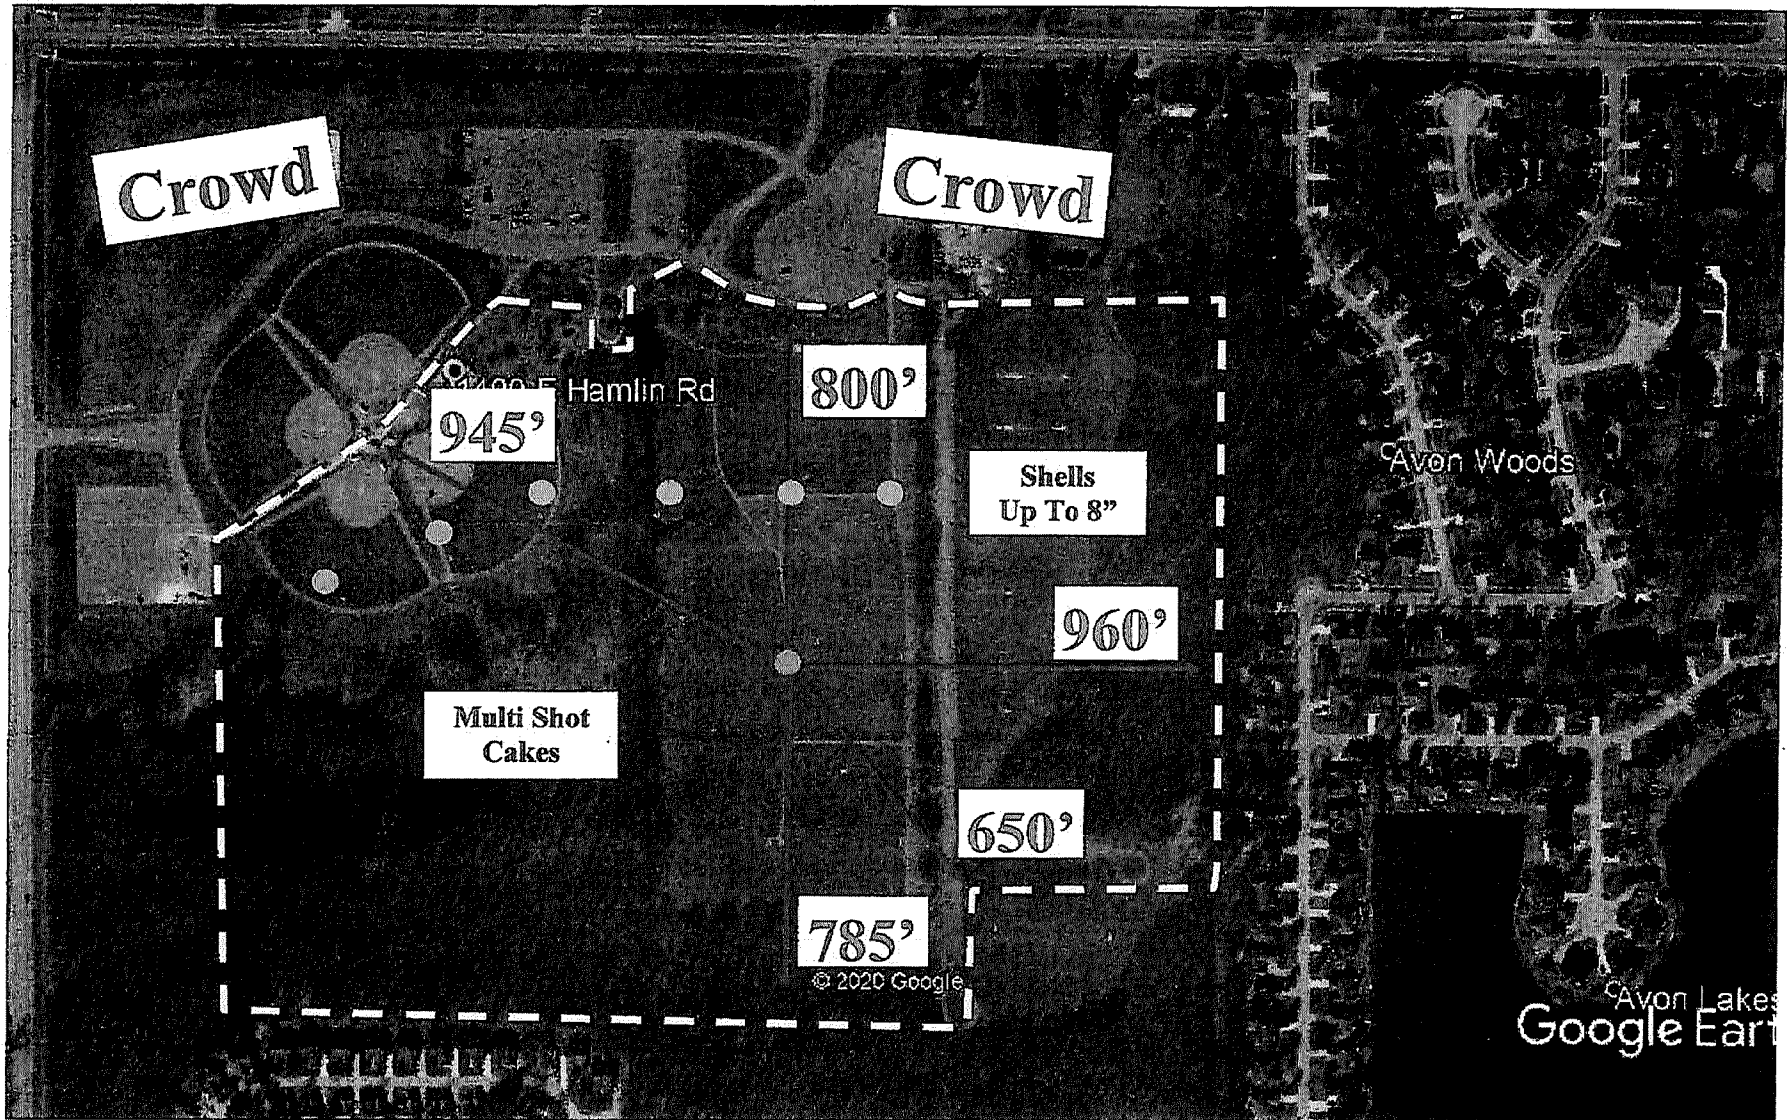 Crowd
Crowd
Hamlin Rd
800’
945’
Avon Woods
Shells
Up To 8”
960’
Multi Shot
Cakes
650’
785’
© 2020 Google
Avon Lakes
Google Eart